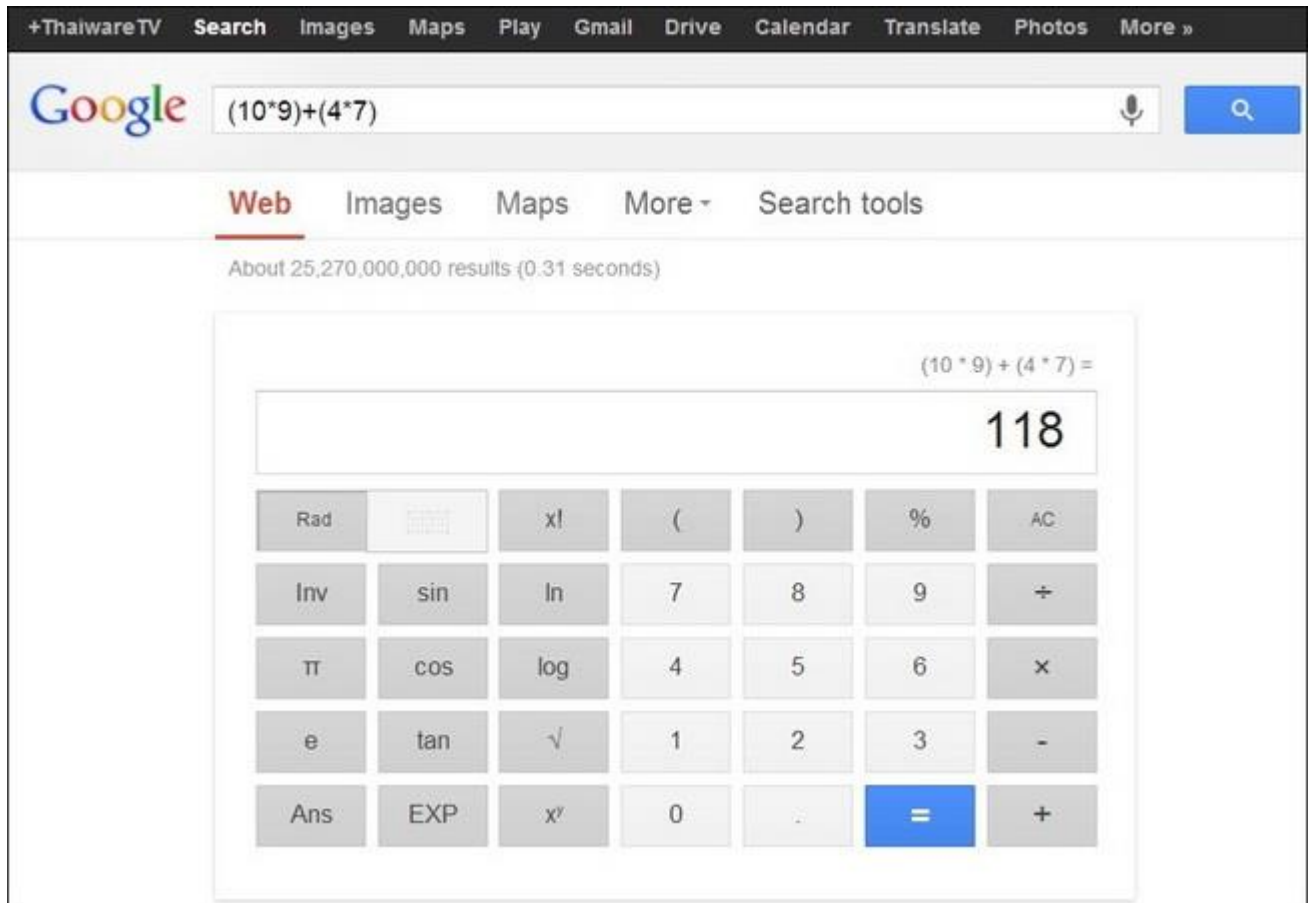 +ThaiwareTV Search Images Maps Play Gmail Drive Calendar Translate Photos More »
Google (10*9)+(4*7)
Web Images Maps More Search tools
About 25,270,000,000 results (0.31 seconds)
(10 * 9) + (4 * 7) =
118
Rad x! ( ) % AC
Inv sin ln 7 8 9 ÷
π cos log 4 5 6 ×
e tan √ 1 2 3 -
Ans EXP xʸ 0 . = +